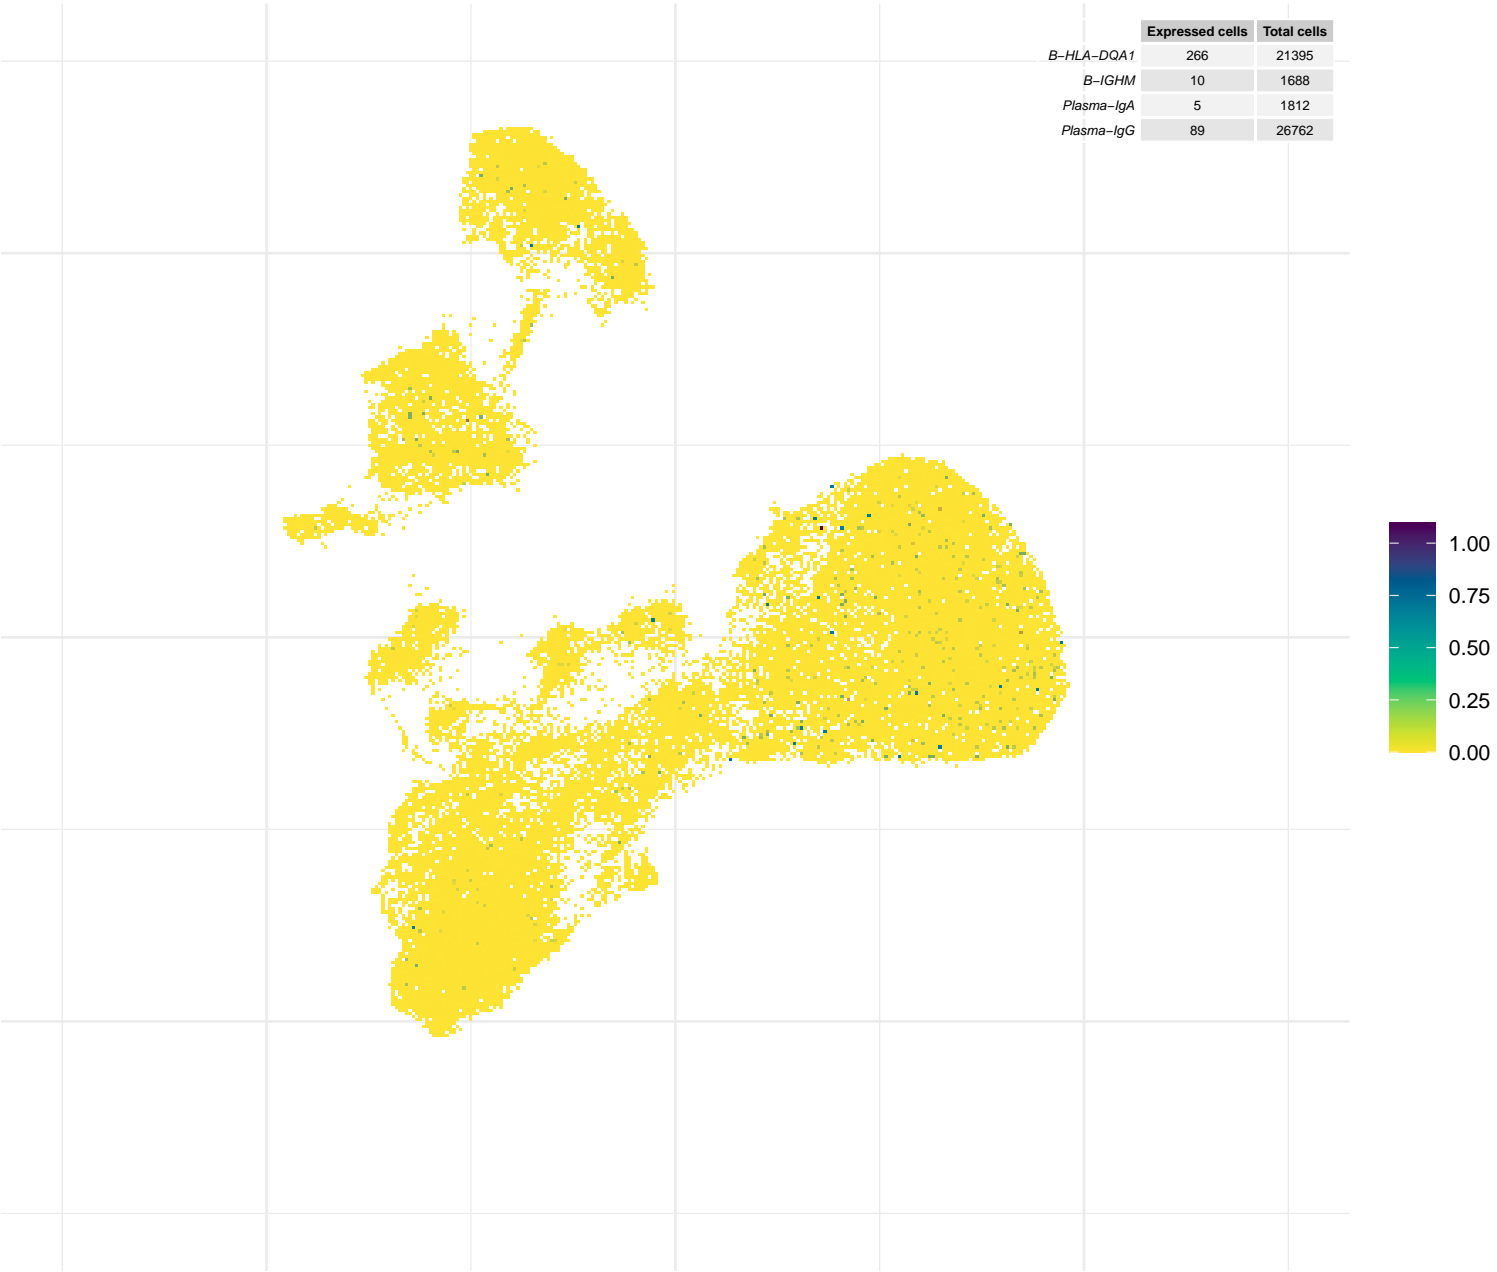 Expressed cells Total cells
B−HLA−DQA1 266 21395
B−IGHM 10 1688
Plasma−IgA 5 1812
Plasma−IgG 89 26762
1.00
0.75
0.50
0.25
0.00